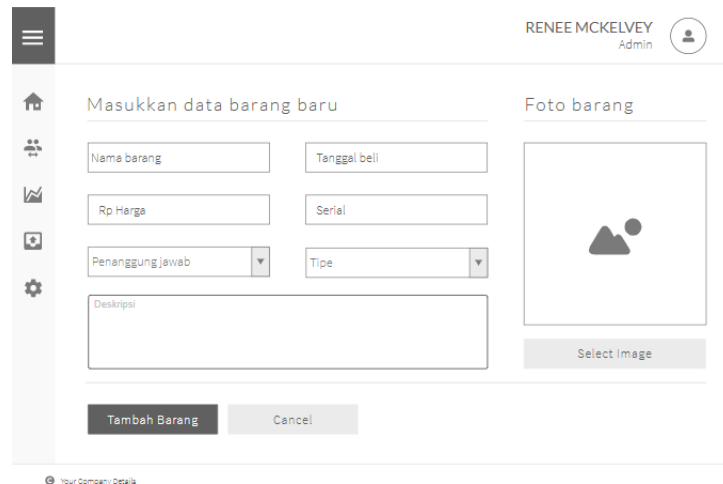 RENEE MCKELVEY
Admin
Masukkan data barang baru
Foto barang
Nama barang
Tanggal beli
Rp Harga
Serial
Penanggung jawab
Tipe
Deskripsi
Select Image
Tambah Barang
Cancel
C Your Company Details